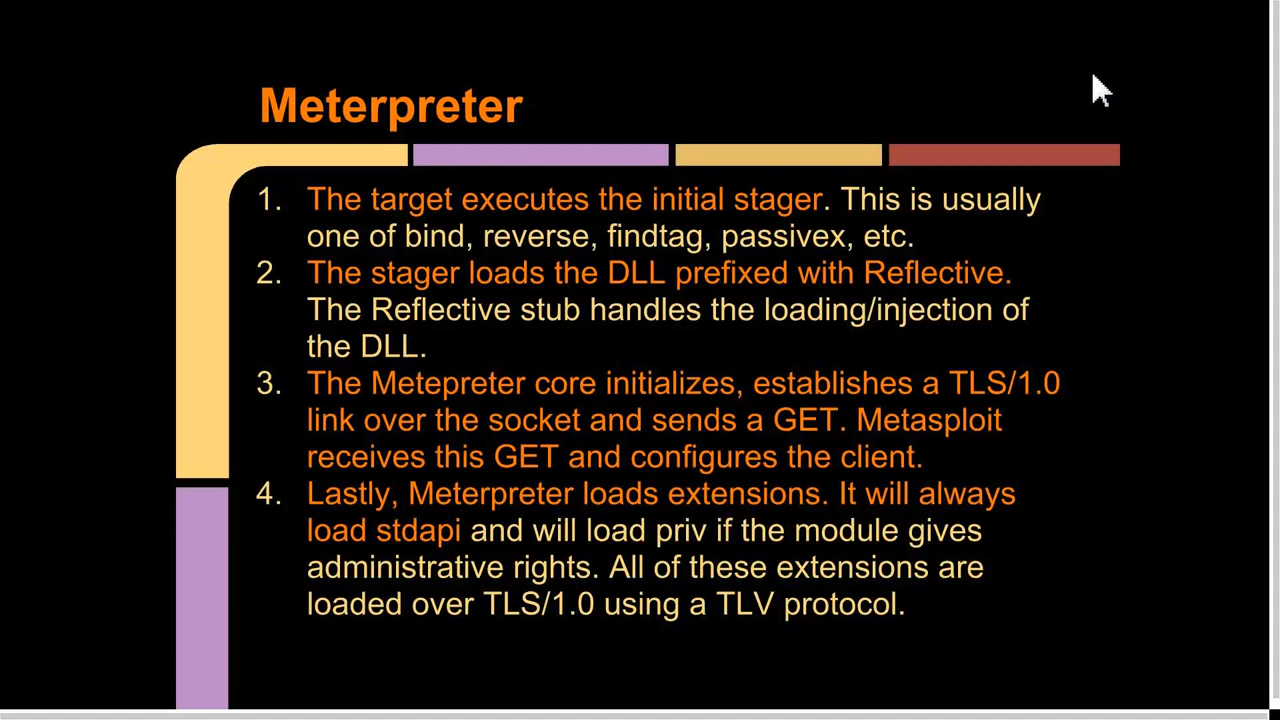 Meterpreter
1. The target executes the initial stager. This is usually
one of bind, reverse, findtag, passivex, etc.
2. The stager loads the DLL prefixed with Reflective.
The Reflective stub handles the loading/injection of
the DLL.
3. The Metepreter core initializes, establishes a TLS/1.0
link over the socket and sends a GET. Metasploit
receives this GET and configures the client.
4. Lastly, Meterpreter loads extensions. It will always
load stdapi and will load priv if the module gives
administrative rights. All of these extensions are
loaded over TLS/1.0 using a TLV protocol.